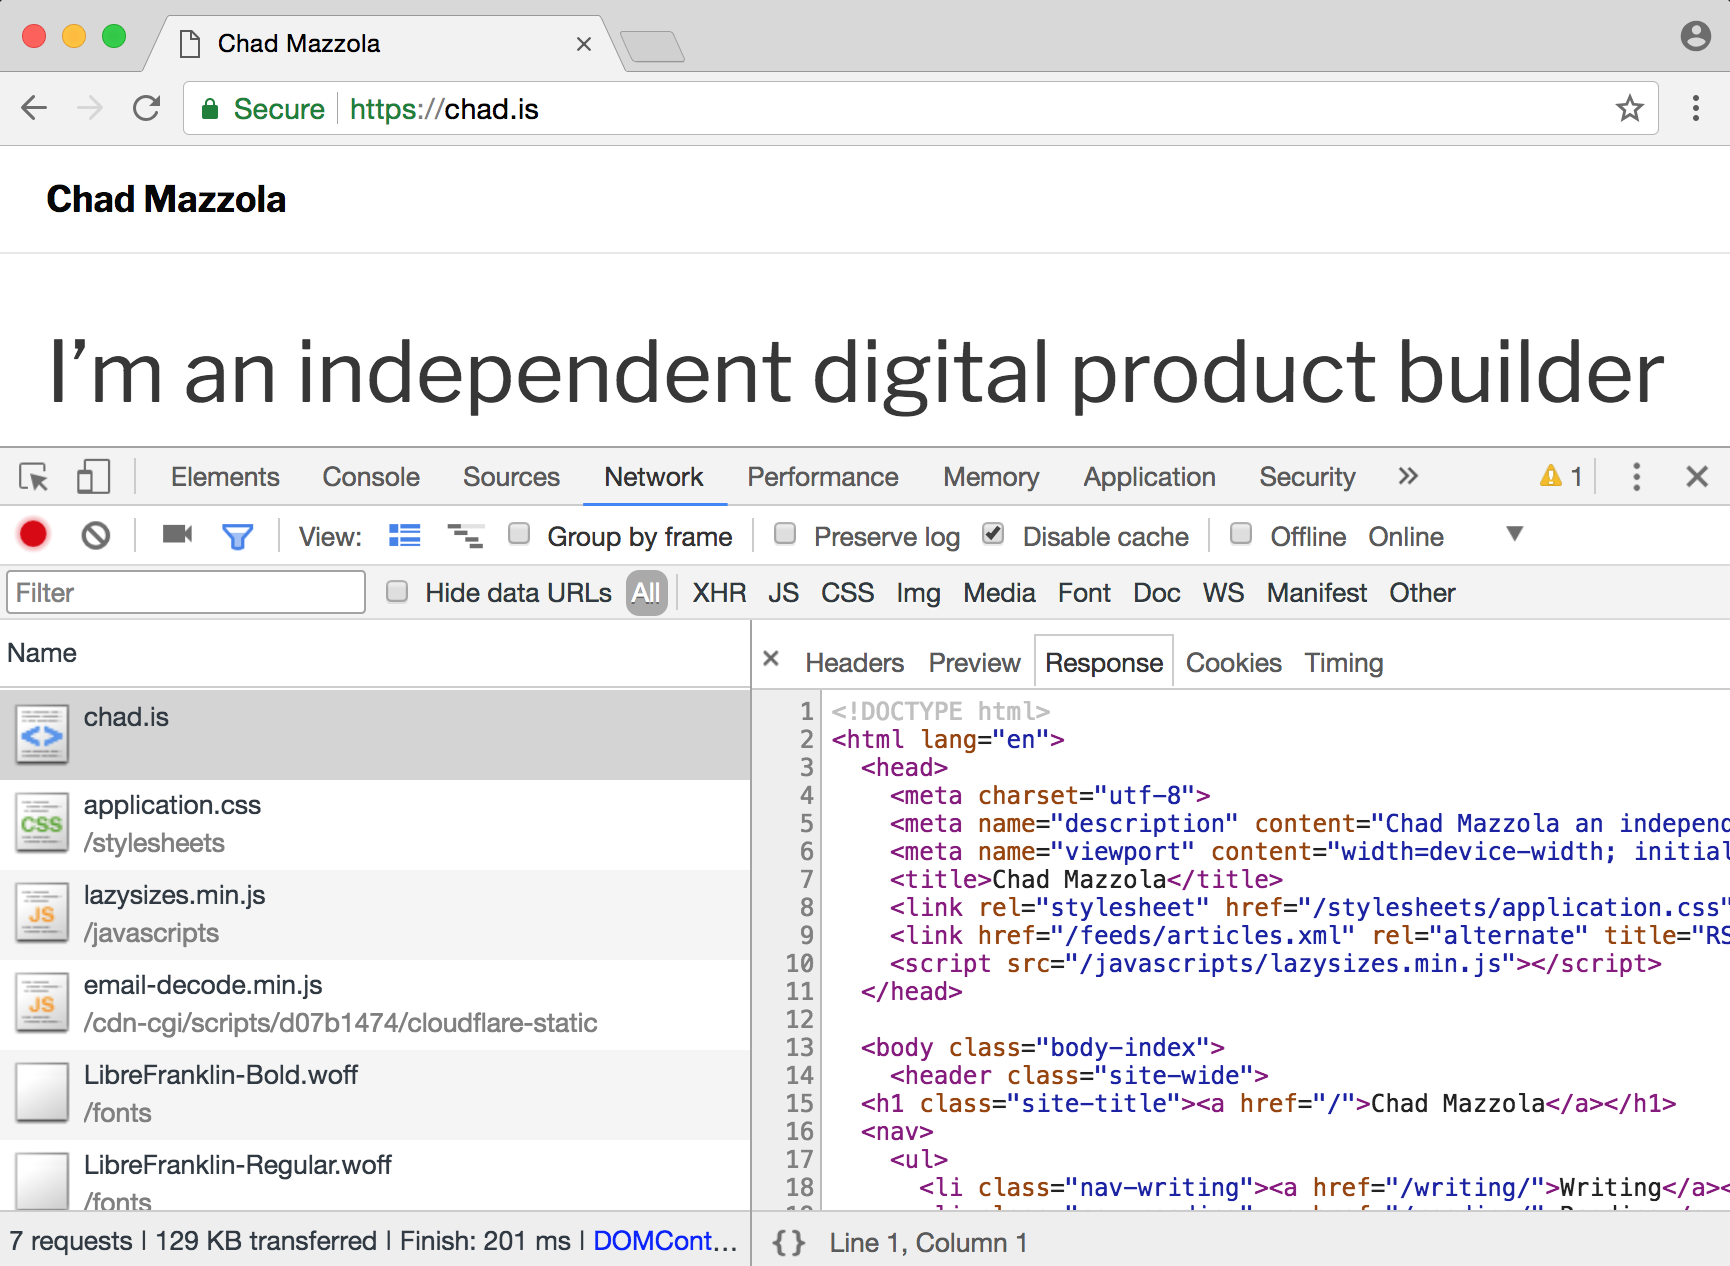 Chad Mazzola
Secure https://chad.is
Chad Mazzola
I’m an independent digital product builder
Elements Console Sources Network Performance Memory Application Security » 1
View: Group by frame Preserve log Disable cache Offline Online
Filter Hide data URLs All XHR JS CSS Img Media Font Doc WS Manifest Other
Name
chad.is
CSS
application.css
/stylesheets
JS
lazysizes.min.js
/javascripts
JS
email-decode.min.js
/cdn-cgi/scripts/d07b1474/cloudflare-static
LibreFranklin-Bold.woff
/fonts
LibreFranklin-Regular.woff
/fonts
7 requests | 129 KB transferred | Finish: 201 ms | DOMCont…
Headers Preview Response Cookies Timing
1 <!DOCTYPE html>
2 <html lang="en">
3 <head>
4 <meta charset="utf-8">
5 <meta name="description" content="Chad Mazzola an independ
6 <meta name="viewport" content="width=device-width; initial
7 <title>Chad Mazzola</title>
8 <link rel="stylesheet" href="/stylesheets/application.css"
9 <link href="/feeds/articles.xml" rel="alternate" title="RS
10 <script src="/javascripts/lazysizes.min.js"></script>
11 </head>
12
13 <body class="body-index">
14 <header class="site-wide">
15 <h1 class="site-title"><a href="/">Chad Mazzola</a></h1>
16 <nav>
17 <ul>
18 <li class="nav-writing"><a href="/writing/">Writing</a><
{} Line 1, Column 1